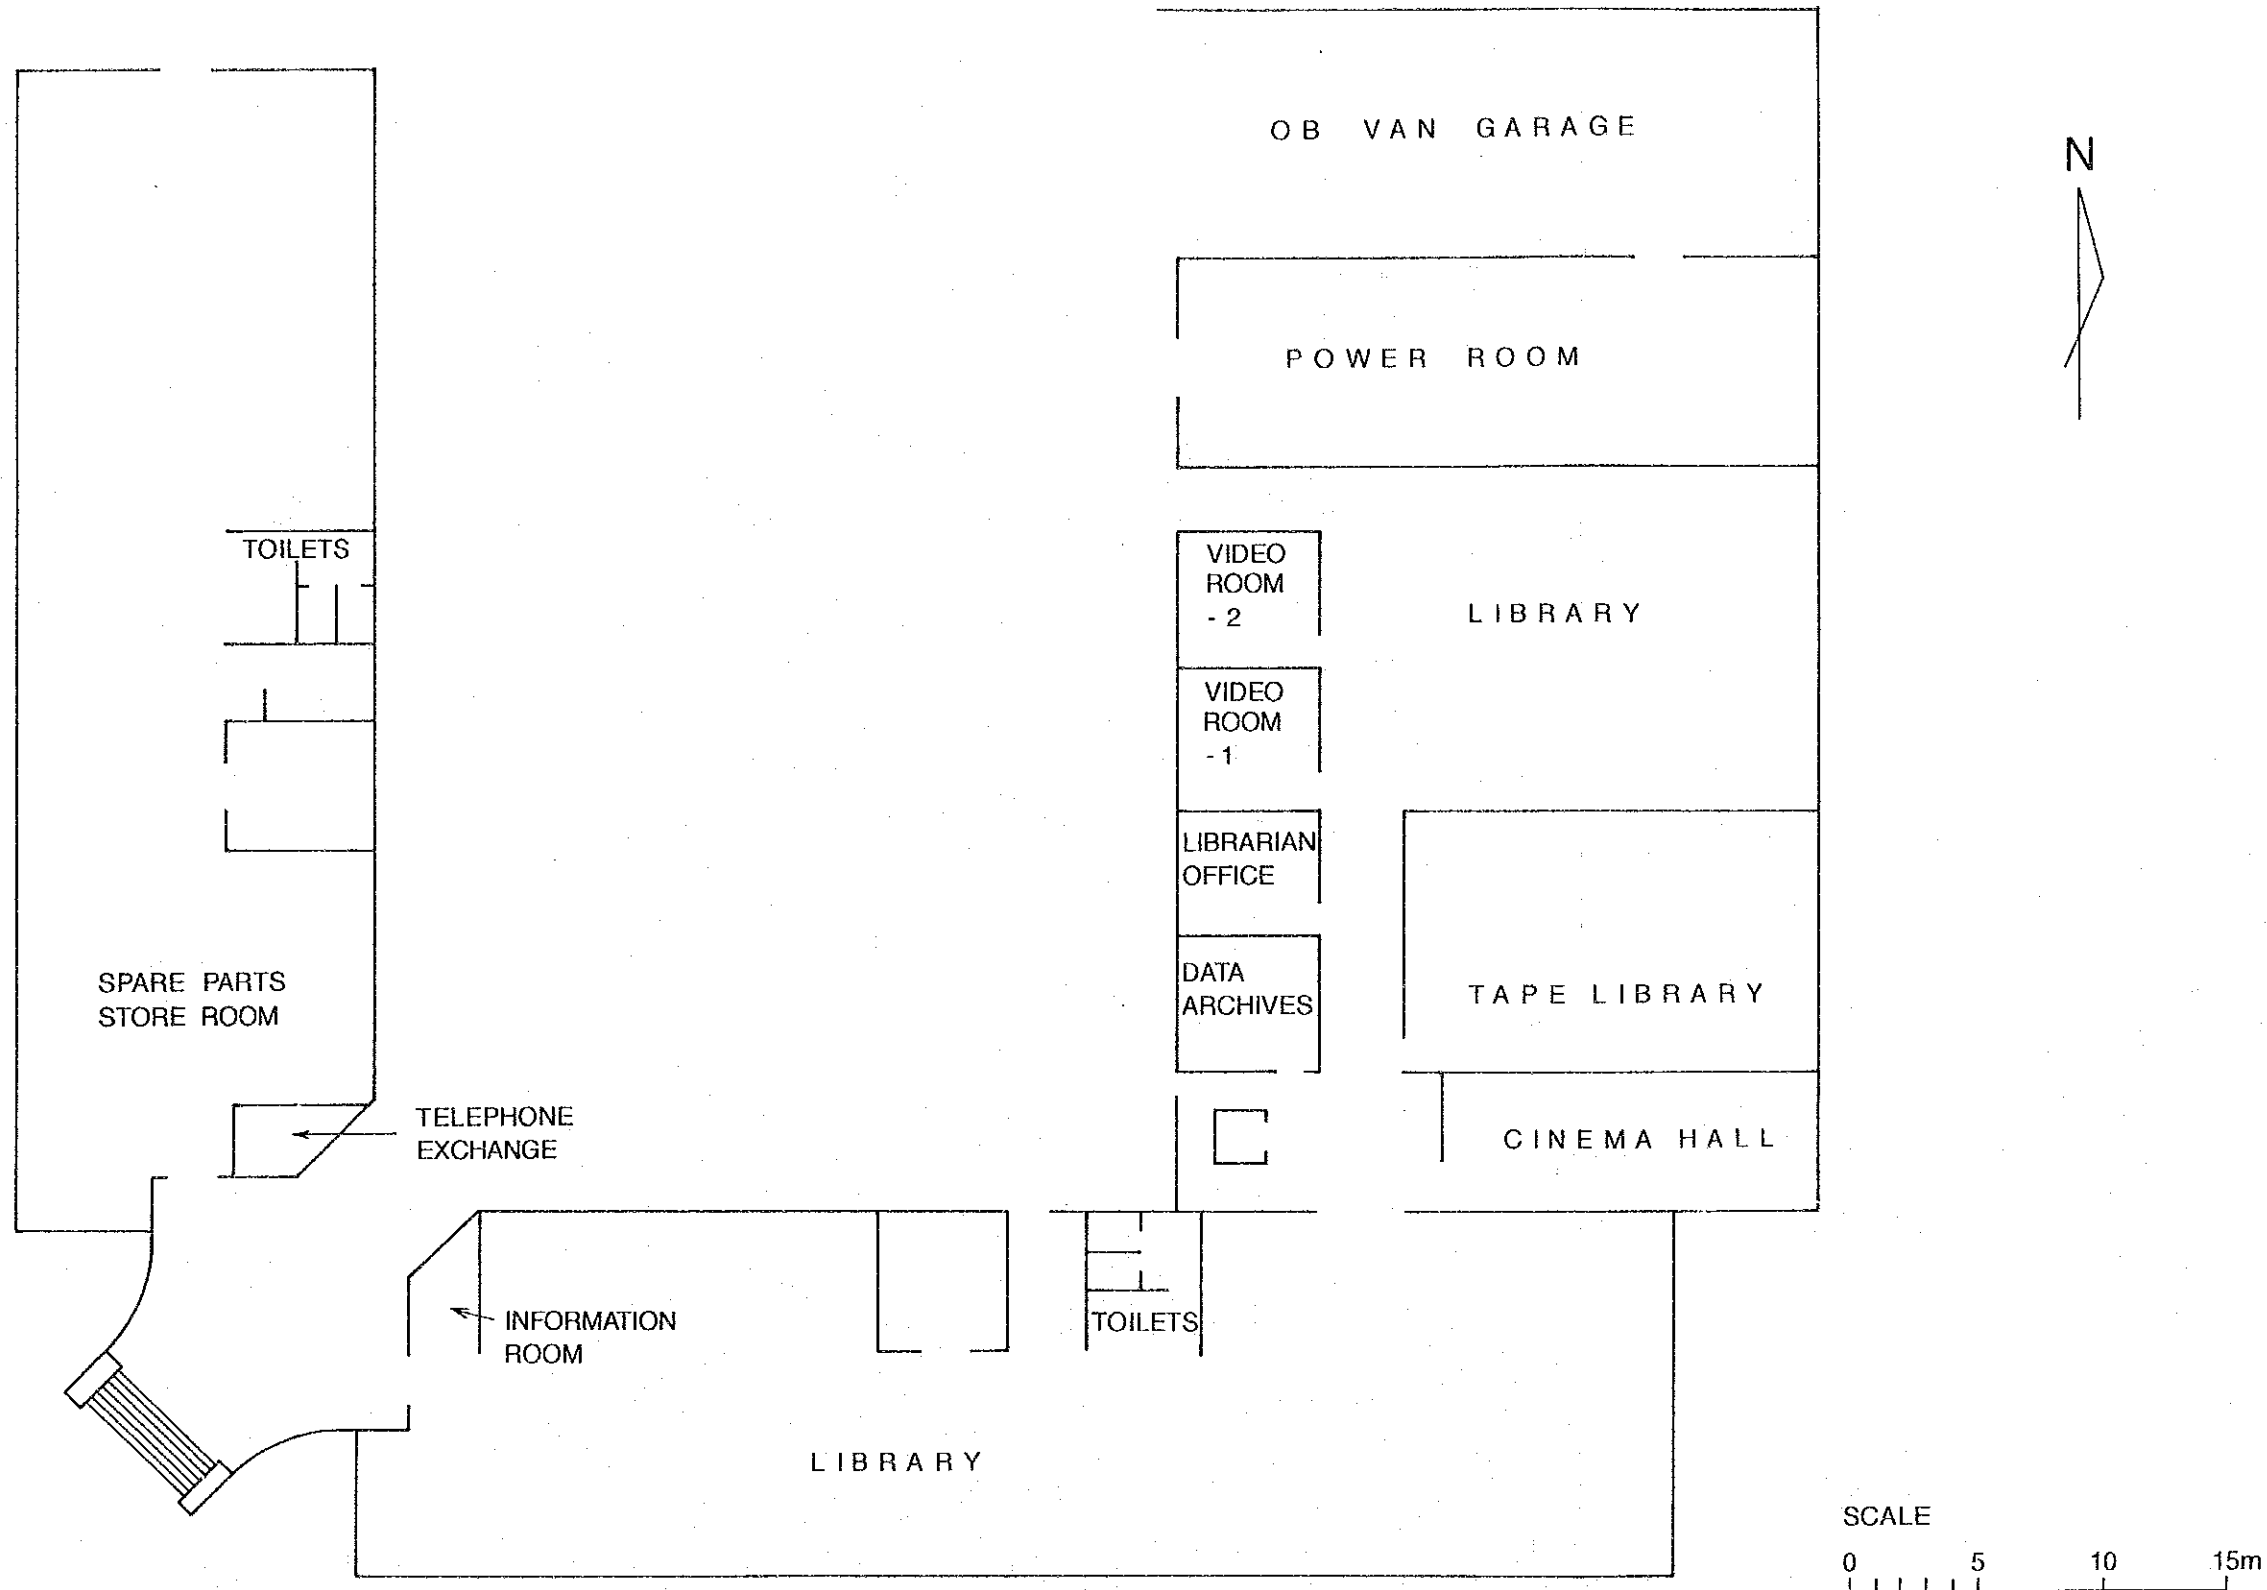 OB VAN GARAGE
N
POWER ROOM
TOILETS
VIDEO
ROOM
- 2
LIBRARY
VIDEO
ROOM
- 1
LIBRARIAN
OFFICE
DATA
ARCHIVES
TAPE LIBRARY
SPARE PARTS
STORE ROOM
TELEPHONE
EXCHANGE
CINEMA HALL
INFORMATION
ROOM
TOILETS
LIBRARY
SCALE
0 5 10 15m